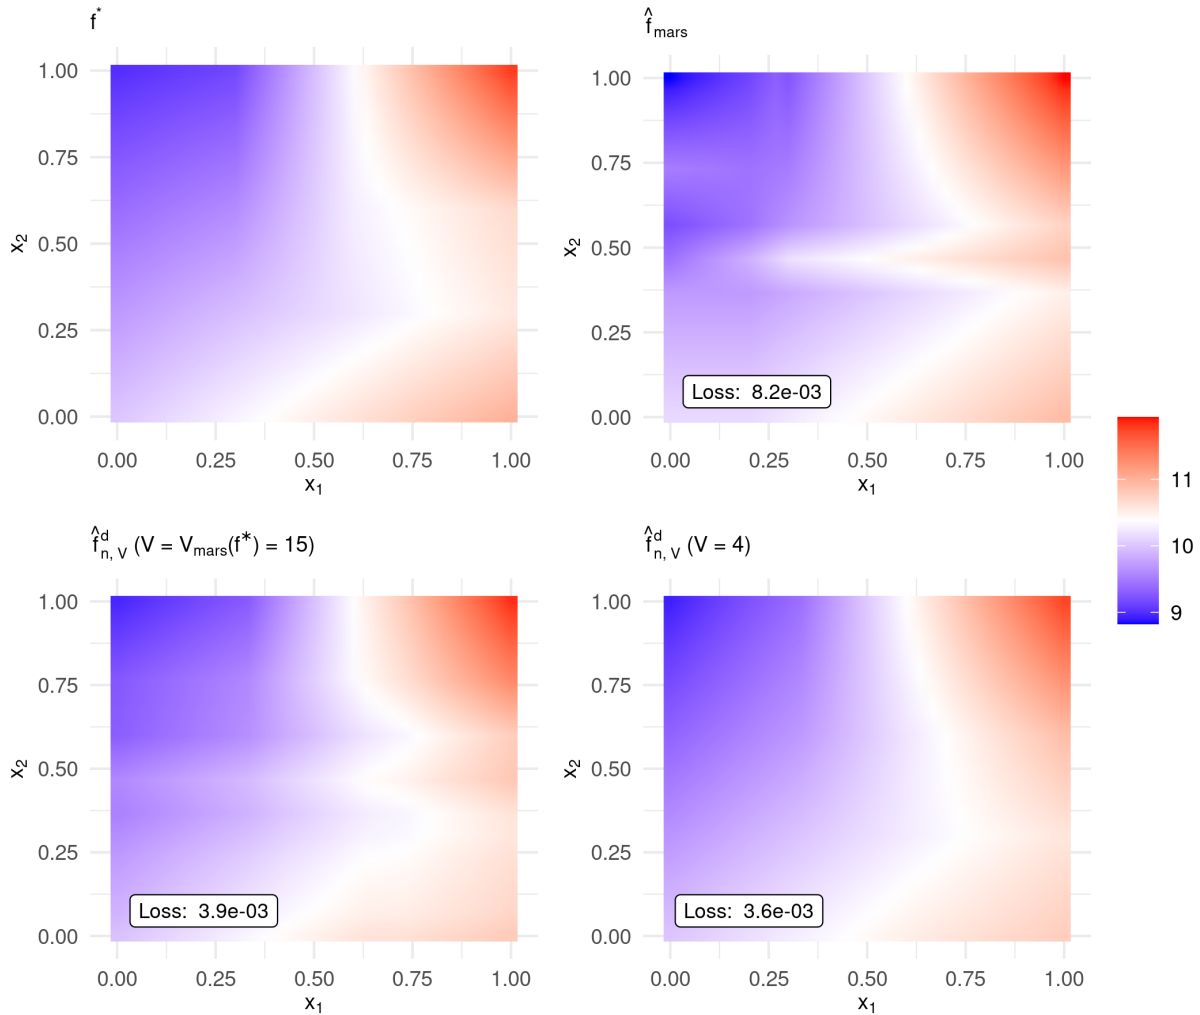 f*
f̂mars
1.00
0.75
0.50
0.25
0.00
x2
0.00 0.25 0.50 0.75 1.00
x1
1.00
0.75
0.50
0.25
0.00
x2
Loss: 8.2e-03
0.00 0.25 0.50 0.75 1.00
x1
11
10
9
f̂dn, V (V = Vmars(f*) = 15)
f̂dn, V (V = 4)
1.00
0.75
0.50
0.25
0.00
x2
Loss: 3.9e-03
0.00 0.25 0.50 0.75 1.00
x1
1.00
0.75
0.50
0.25
0.00
x2
Loss: 3.6e-03
0.00 0.25 0.50 0.75 1.00
x1